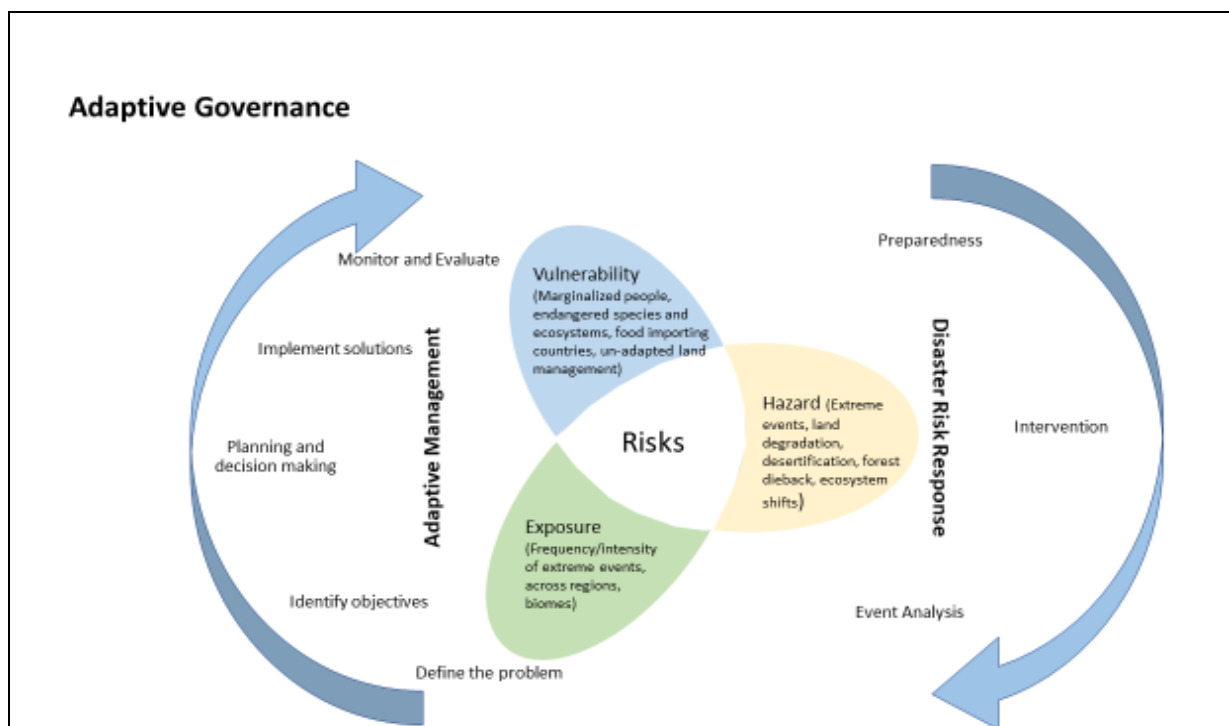 Adaptive Governance
Monitor and Evaluate
Implement solutions
Planning and
decision making
Identify objectives
Define the problem
Adaptive Management
Vulnerability
(Marginalized people,
endangered species and
ecosystems, food importing
countries, un-adapted land
management)
Risks
Hazard (Extreme
events, land
degradation,
desertification, forest
dieback, ecosystem
shifts)
Exposure
(Frequency/intensity
of extreme events,
across regions,
biomes)
Disaster Risk Response
Preparedness
Intervention
Event Analysis